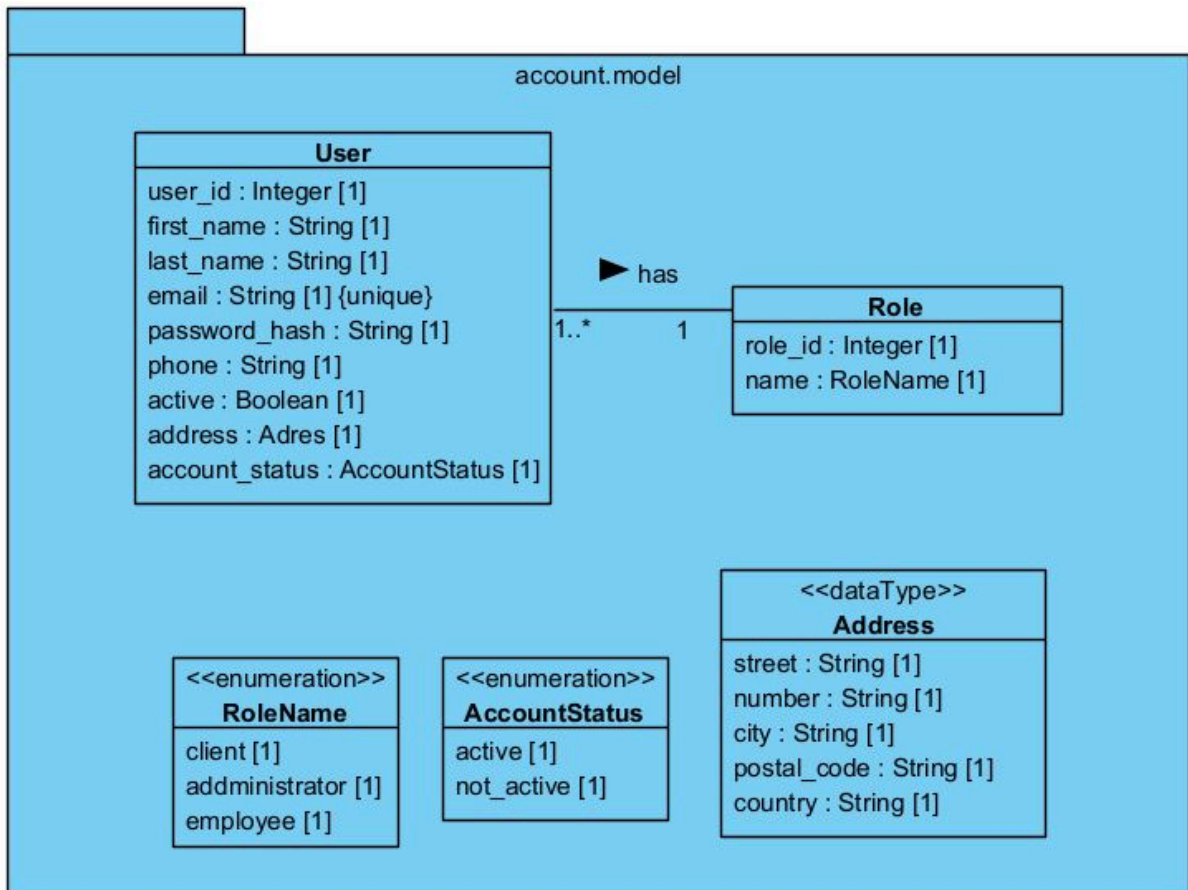 account.model
User
user_id : Integer [1]
first_name : String [1]
last_name : String [1]
email : String [1] {unique}
password_hash : String [1]
phone : String [1]
active : Boolean [1]
address : Adres [1]
account_status : AccountStatus [1]
has
1..*
1
Role
role_id : Integer [1]
name : RoleName [1]
<<enumeration>>
RoleName
client [1]
addministrator [1]
employee [1]
<<enumeration>>
AccountStatus
active [1]
not_active [1]
<<dataType>>
Address
street : String [1]
number : String [1]
city : String [1]
postal_code : String [1]
country : String [1]